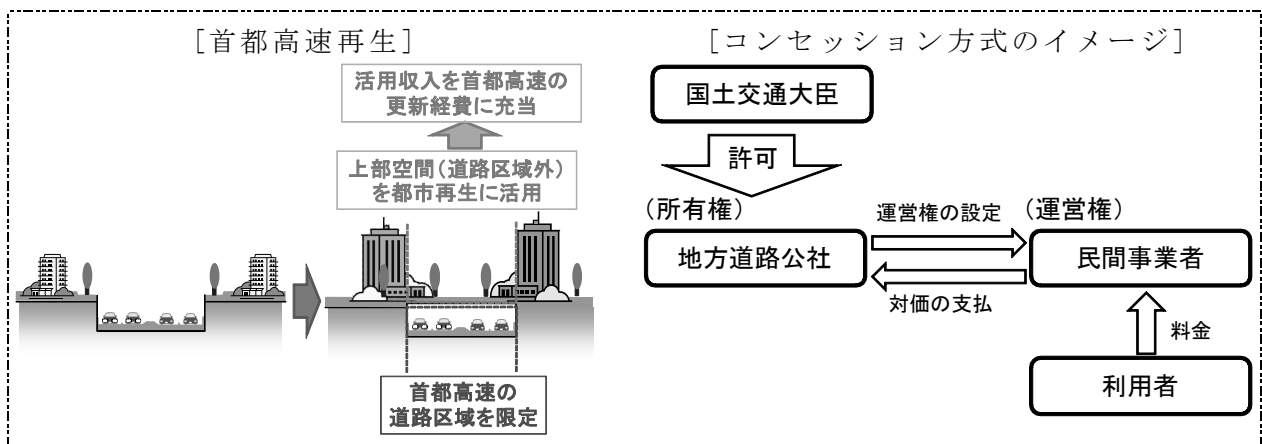 [首都高速再生]
活用収入を首都高速の
更新経費に充当
上部空間(道路区域外)
を都市再生に活用
首都高速の
道路区域を限定
[コンセッション方式のイメージ]
国土交通大臣
許可
(所有権)
運営権の設定
(運営権)
地方道路公社
民間事業者
対価の支払
料金
利用者